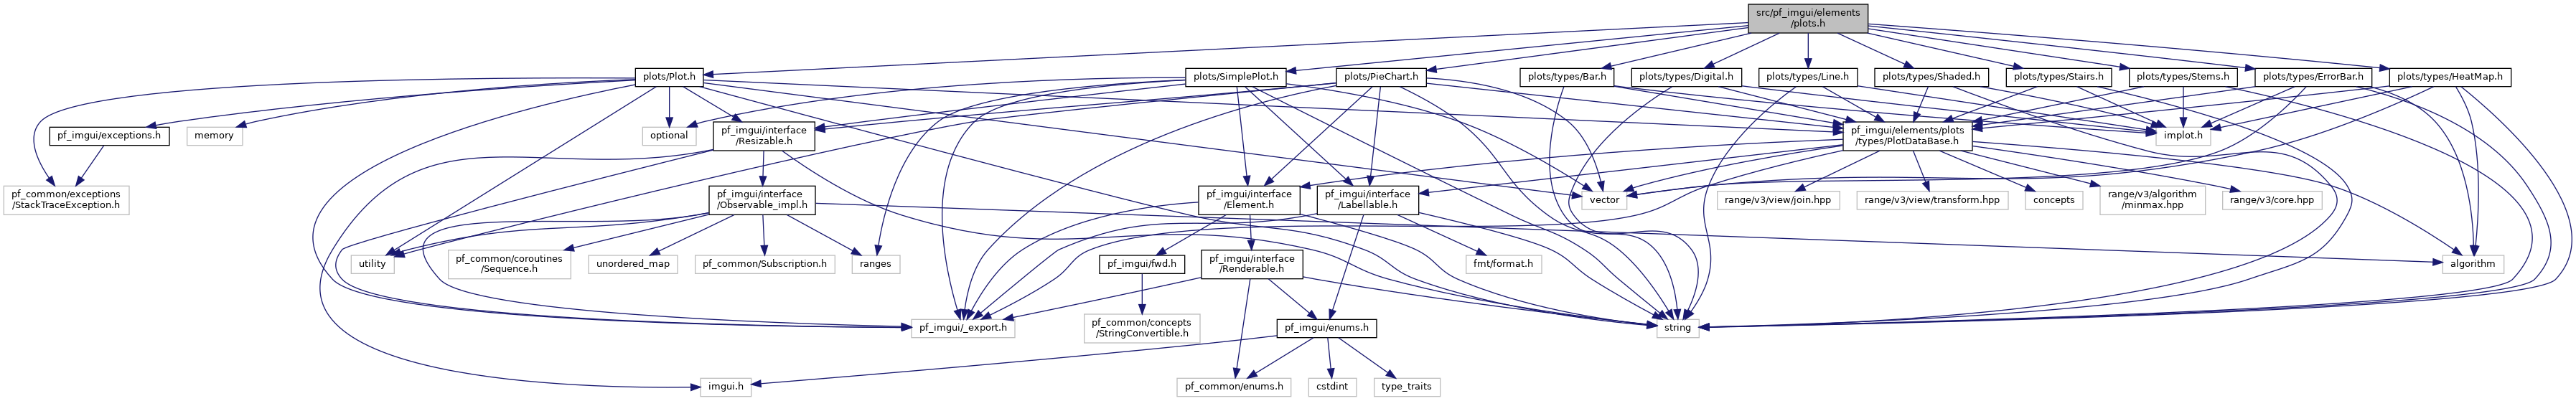 src/pf_imgui/elements
/plots.h
plots/Plot.h
plots/SimplePlot.h
plots/PieChart.h
plots/types/Bar.h
plots/types/Digital.h
plots/types/Line.h
plots/types/Shaded.h
plots/types/Stairs.h
plots/types/Stems.h
plots/types/ErrorBar.h
plots/types/HeatMap.h
pf_imgui/exceptions.h
memory
optional
pf_imgui/interface
/Resizable.h
pf_imgui/elements/plots
/types/PlotDataBase.h
implot.h
pf_common/exceptions
/StackTraceException.h
pf_imgui/interface
/Observable_impl.h
pf_imgui/interface
/Element.h
pf_imgui/interface
/Labellable.h
vector
range/v3/view/join.hpp
range/v3/view/transform.hpp
concepts
range/v3/algorithm
/minmax.hpp
range/v3/core.hpp
utility
pf_common/coroutines
/Sequence.h
unordered_map
pf_common/Subscription.h
ranges
pf_imgui/fwd.h
pf_imgui/interface
/Renderable.h
fmt/format.h
algorithm
pf_imgui/_export.h
pf_common/concepts
/StringConvertible.h
pf_imgui/enums.h
string
imgui.h
pf_common/enums.h
cstdint
type_traits